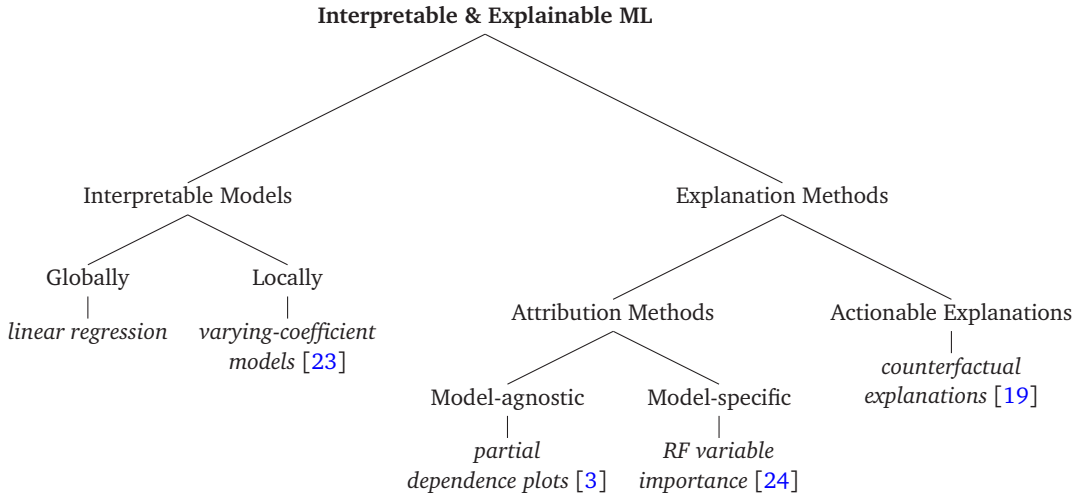 Interpretable & Explainable ML
Interpretable Models
Explanation Methods
Globally
Locally
linear regression
varying-coefficient
models [23]
Attribution Methods
Actionable Explanations
counterfactual
explanations [19]
Model-agnostic
Model-specific
partial
dependence plots [3]
RF variable
importance [24]